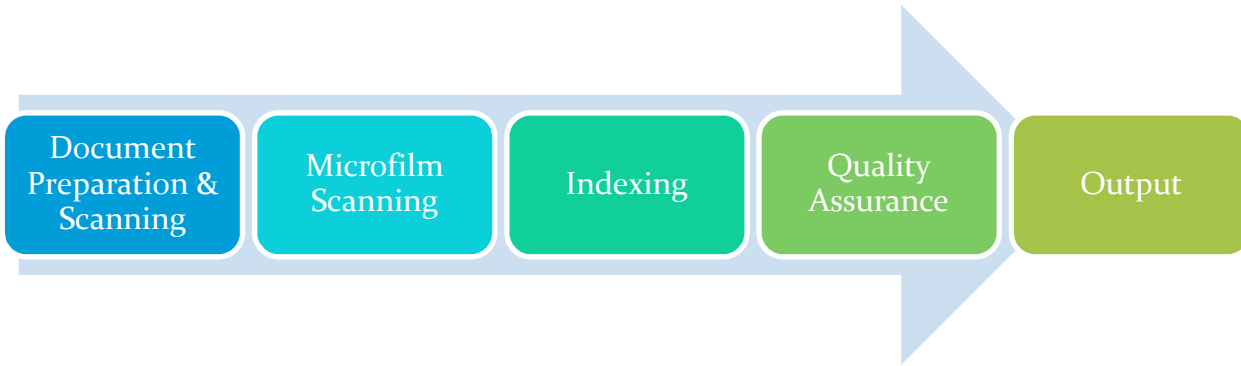 Document
Preparation &
Scanning
Microfilm
Scanning
Indexing
Quality
Assurance
Output